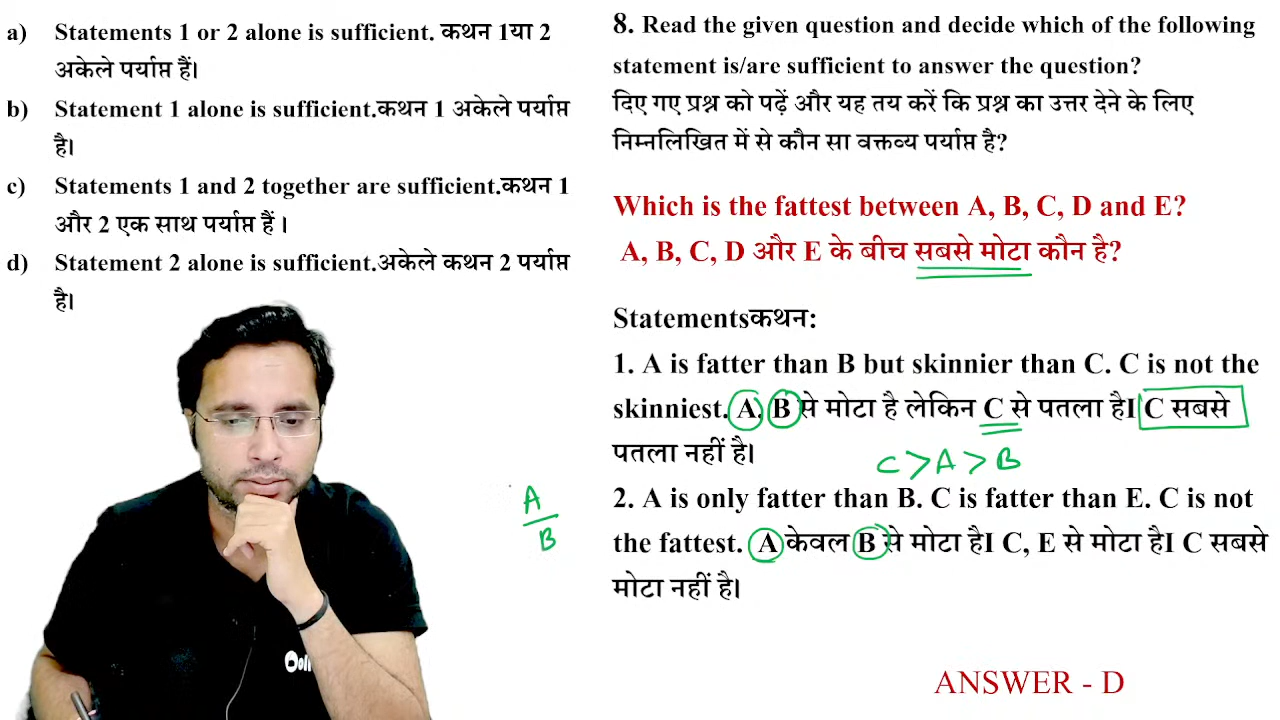 a) Statements 1 or 2 alone is sufficient. कथन 1या 2
अकेले पर्याप्त हैं।
b) Statement 1 alone is sufficient.कथन 1 अकेले पर्याप्त
है।
c) Statements 1 and 2 together are sufficient.कथन 1
और 2 एक साथ पर्याप्त हैं ।
d) Statement 2 alone is sufficient.अकेले कथन 2 पर्याप्त
है।
8. Read the given question and decide which of the following
statement is/are sufficient to answer the question?
दिए गए प्रश्न को पढ़ें और यह तय करें कि प्रश्न का उत्तर देने के लिए
निम्नलिखित में से कौन सा वक्तव्य पर्याप्त है?
Which is the fattest between A, B, C, D and E?
A, B, C, D और E के बीच सबसे मोटा कौन है?
Statementsकथन:
1. A is fatter than B but skinnier than C. C is not the
skinniest. A, B से मोटा है लेकिन C से पतला हैI C सबसे
पतला नहीं है।
C > A > B
2. A is only fatter than B. C is fatter than E. C is not
the fattest. A केवल B से मोटा हैI C, E से मोटा हैI C सबसे
मोटा नहीं है।
A
B
ANSWER - D